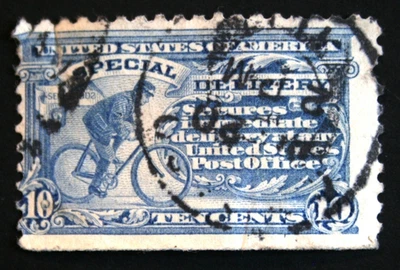 UNITED STATES OF AMERICA
SPECIAL
DELIVERY
Secures
immediate
delivery at any
United States
Post Office
10 TEN CENTS 10